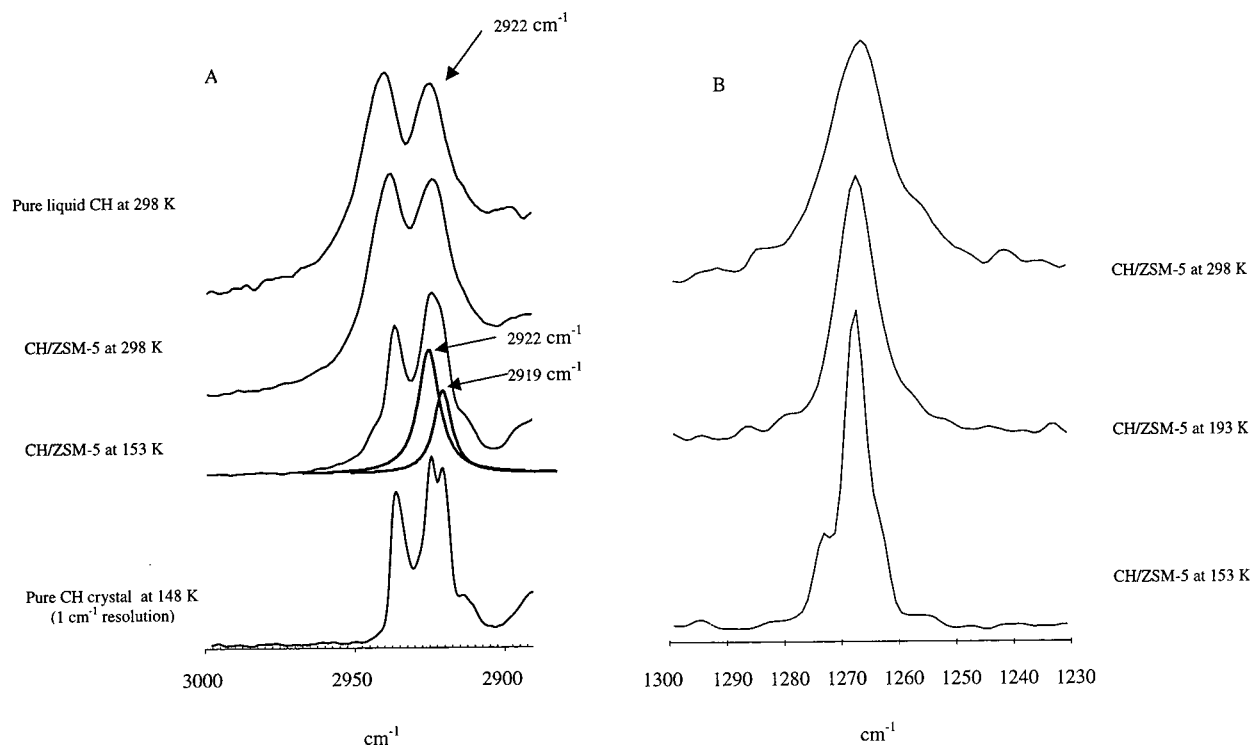 2922 cm-1
A
B
Pure liquid CH at 298 K
CH/ZSM-5 at 298 K
2922 cm-1
CH/ZSM-5 at 298 K
2919 cm-1
CH/ZSM-5 at 193 K
CH/ZSM-5 at 153 K
Pure CH crystal at 148 K
(1 cm-1 resolution)
CH/ZSM-5 at 153 K
3000 2950 2900
1300 1290 1280 1270 1260 1250 1240 1230
cm-1
cm-1